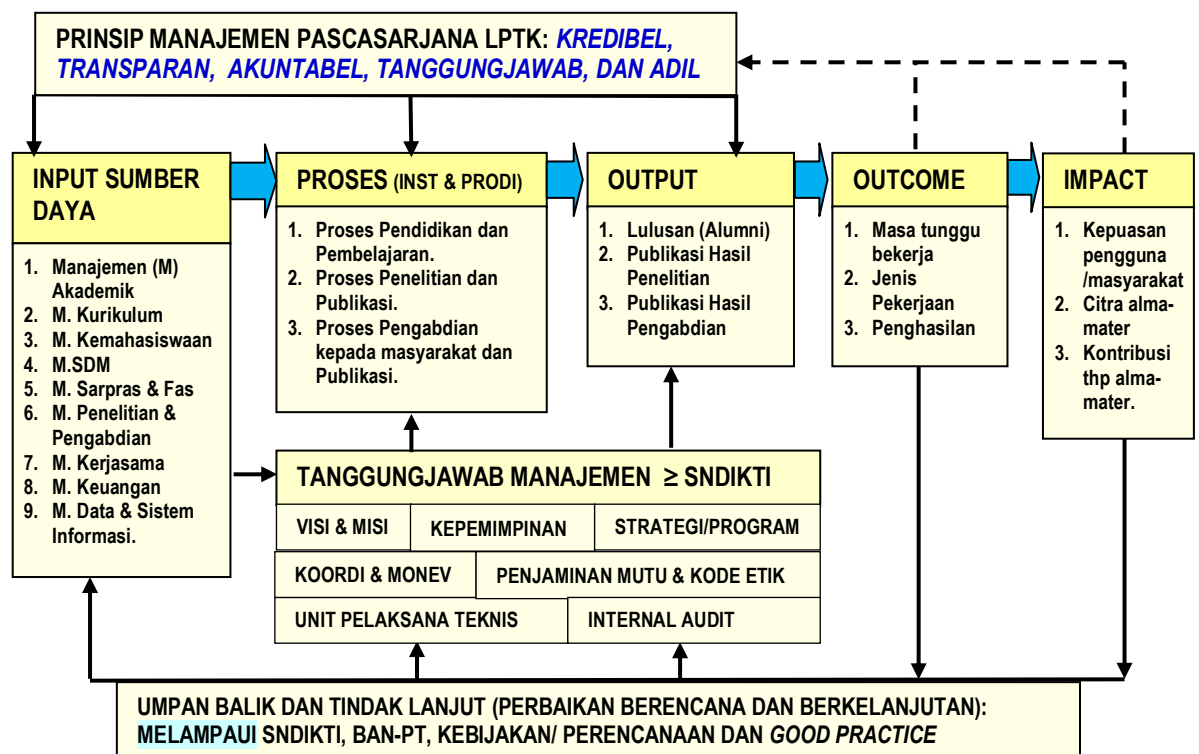 PRINSIP MANAJEMEN PASCASARJANA LPTK: KREDIBEL,
TRANSPARAN, AKUNTABEL, TANGGUNGJAWAB, DAN ADIL
INPUT SUMBER
DAYA
1. Manajemen (M)
Akademik
2. M. Kurikulum
3. M. Kemahasiswaan
4. M.SDM
5. M. Sarpras & Fas
6. M. Penelitian &
Pengabdian
7. M. Kerjasama
8. M. Keuangan
9. M. Data & Sistem
Informasi.
PROSES (INST & PRODI)
1. Proses Pendidikan dan
Pembelajaran.
2. Proses Penelitian dan
Publikasi.
3. Proses Pengabdian
kepada masyarakat dan
Publikasi.
OUTPUT
1. Lulusan (Alumni)
2. Publikasi Hasil
Penelitian
3. Publikasi Hasil
Pengabdian
OUTCOME
1. Masa tunggu
bekerja
2. Jenis
Pekerjaan
3. Penghasilan
IMPACT
1. Kepuasan
pengguna
/masyarakat
2. Citra alma-
mater
3. Kontribusi
thp alma-
mater.
TANGGUNGJAWAB MANAJEMEN ≥ SNDIKTI
VISI & MISI
KEPEMIMPINAN
STRATEGI/PROGRAM
KOORDI & MONEV
PENJAMINAN MUTU & KODE ETIK
UNIT PELAKSANA TEKNIS
INTERNAL AUDIT
UMPAN BALIK DAN TINDAK LANJUT (PERBAIKAN BERENCANA DAN BERKELANJUTAN):
MELAMPAUI SNDIKTI, BAN-PT, KEBIJAKAN/ PERENCANAAN DAN GOOD PRACTICE